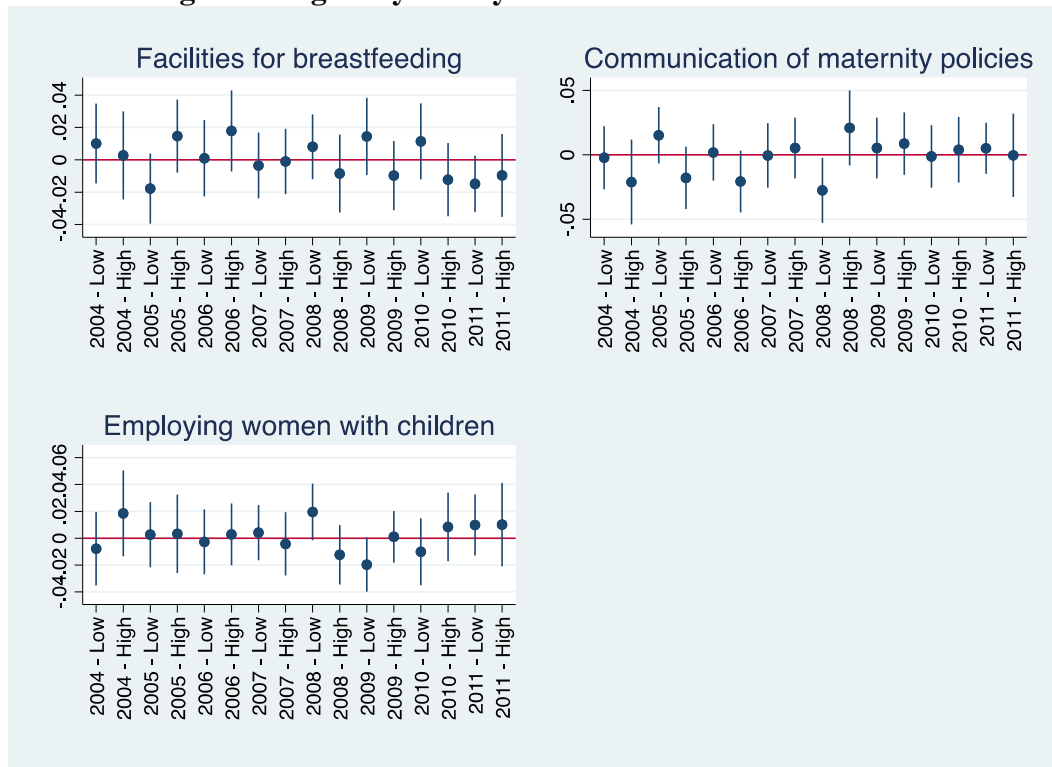 Facilities for breastfeeding
-.04
-.02
0
.02
.04
2004 - Low
2004 - High
2005 - Low
2005 - High
2006 - Low
2006 - High
2007 - Low
2007 - High
2008 - Low
2008 - High
2009 - Low
2009 - High
2010 - Low
2010 - High
2011 - Low
2011 - High
Communication of maternity policies
-.05
0
.05
2004 - Low
2004 - High
2005 - Low
2005 - High
2006 - Low
2006 - High
2007 - Low
2007 - High
2008 - Low
2008 - High
2009 - Low
2009 - High
2010 - Low
2010 - High
2011 - Low
2011 - High
Employing women with children
-.04
-.02
0
.02
.04
.06
2004 - Low
2004 - High
2005 - Low
2005 - High
2006 - Low
2006 - High
2007 - Low
2007 - High
2008 - Low
2008 - High
2009 - Low
2009 - High
2010 - Low
2010 - High
2011 - Low
2011 - High